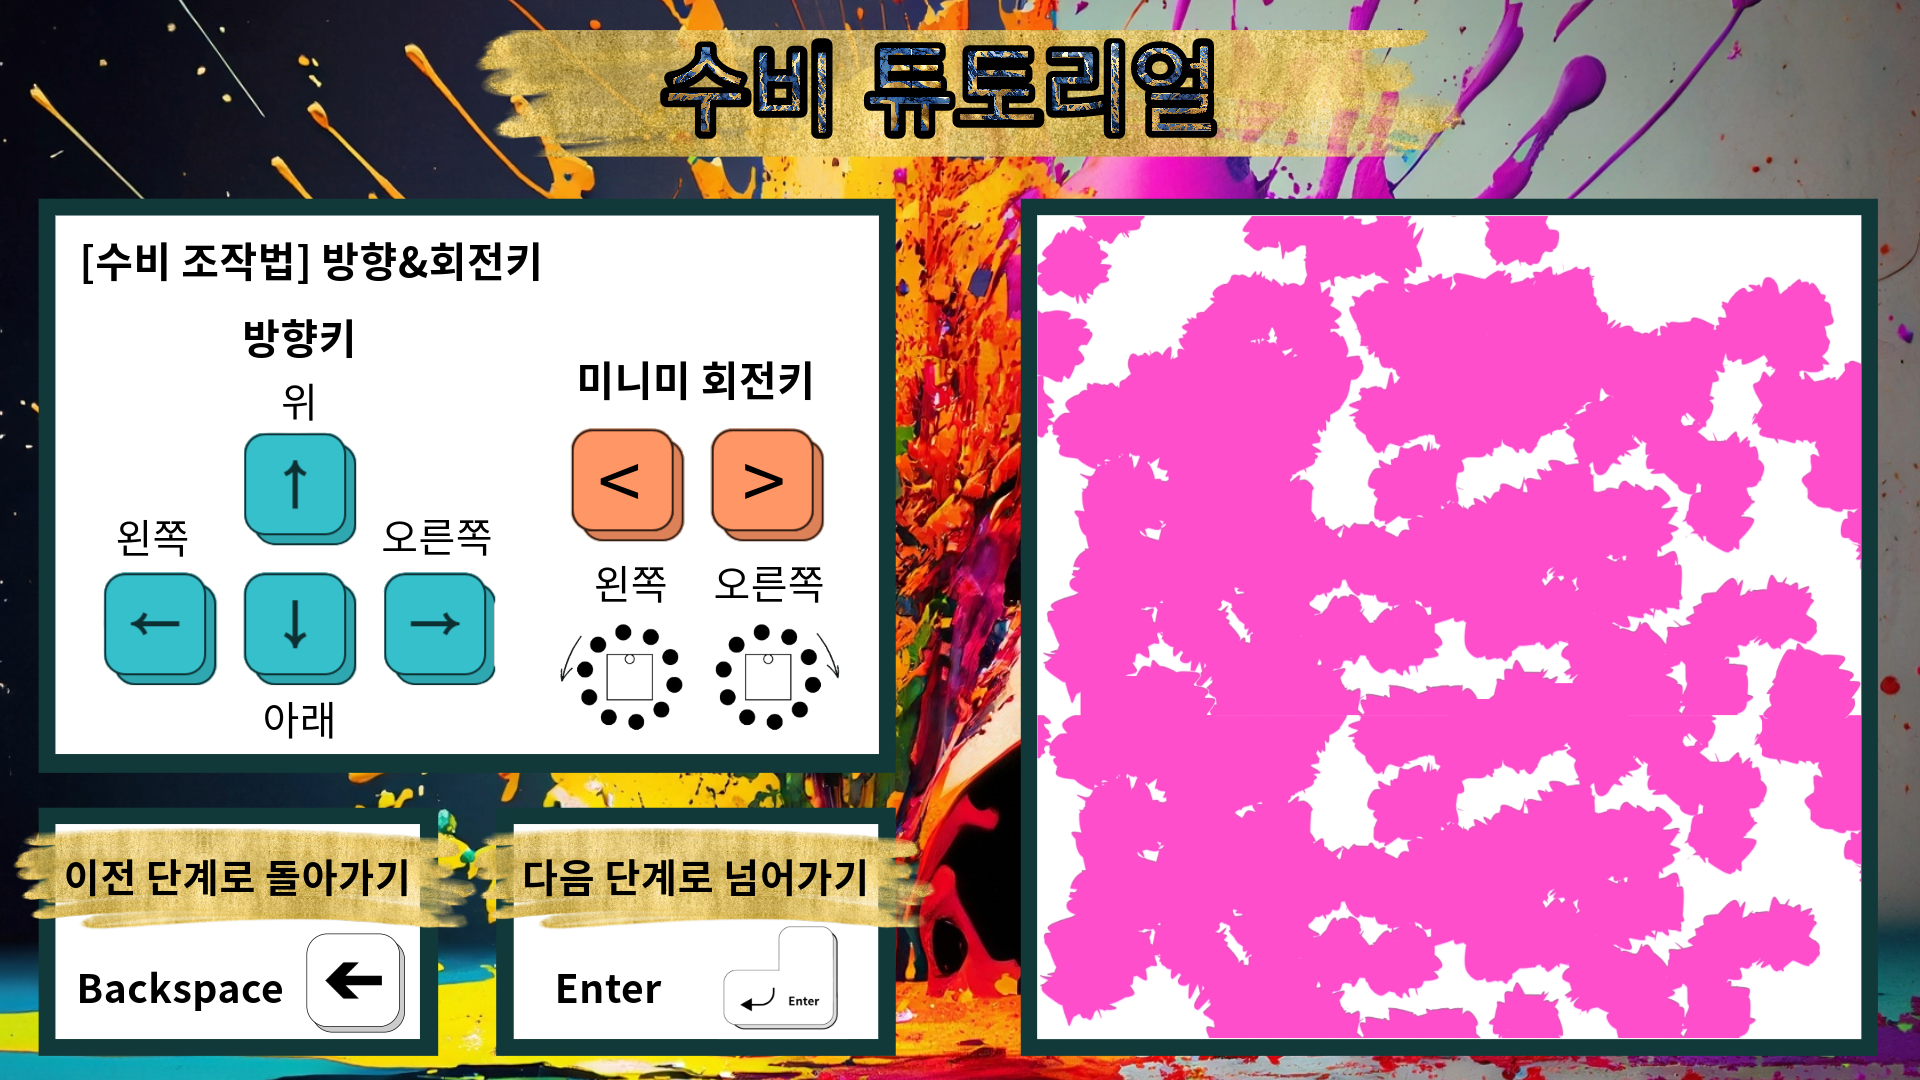 수비 튜토리얼
[수비 조작법] 방향&회전키
방향키
위
왼쪽
오른쪽
↑
← ↓ →
아래
미니미 회전키
< >
왼쪽 오른쪽
이전 단계로 돌아가기
Backspace
다음 단계로 넘어가기
Enter
Enter